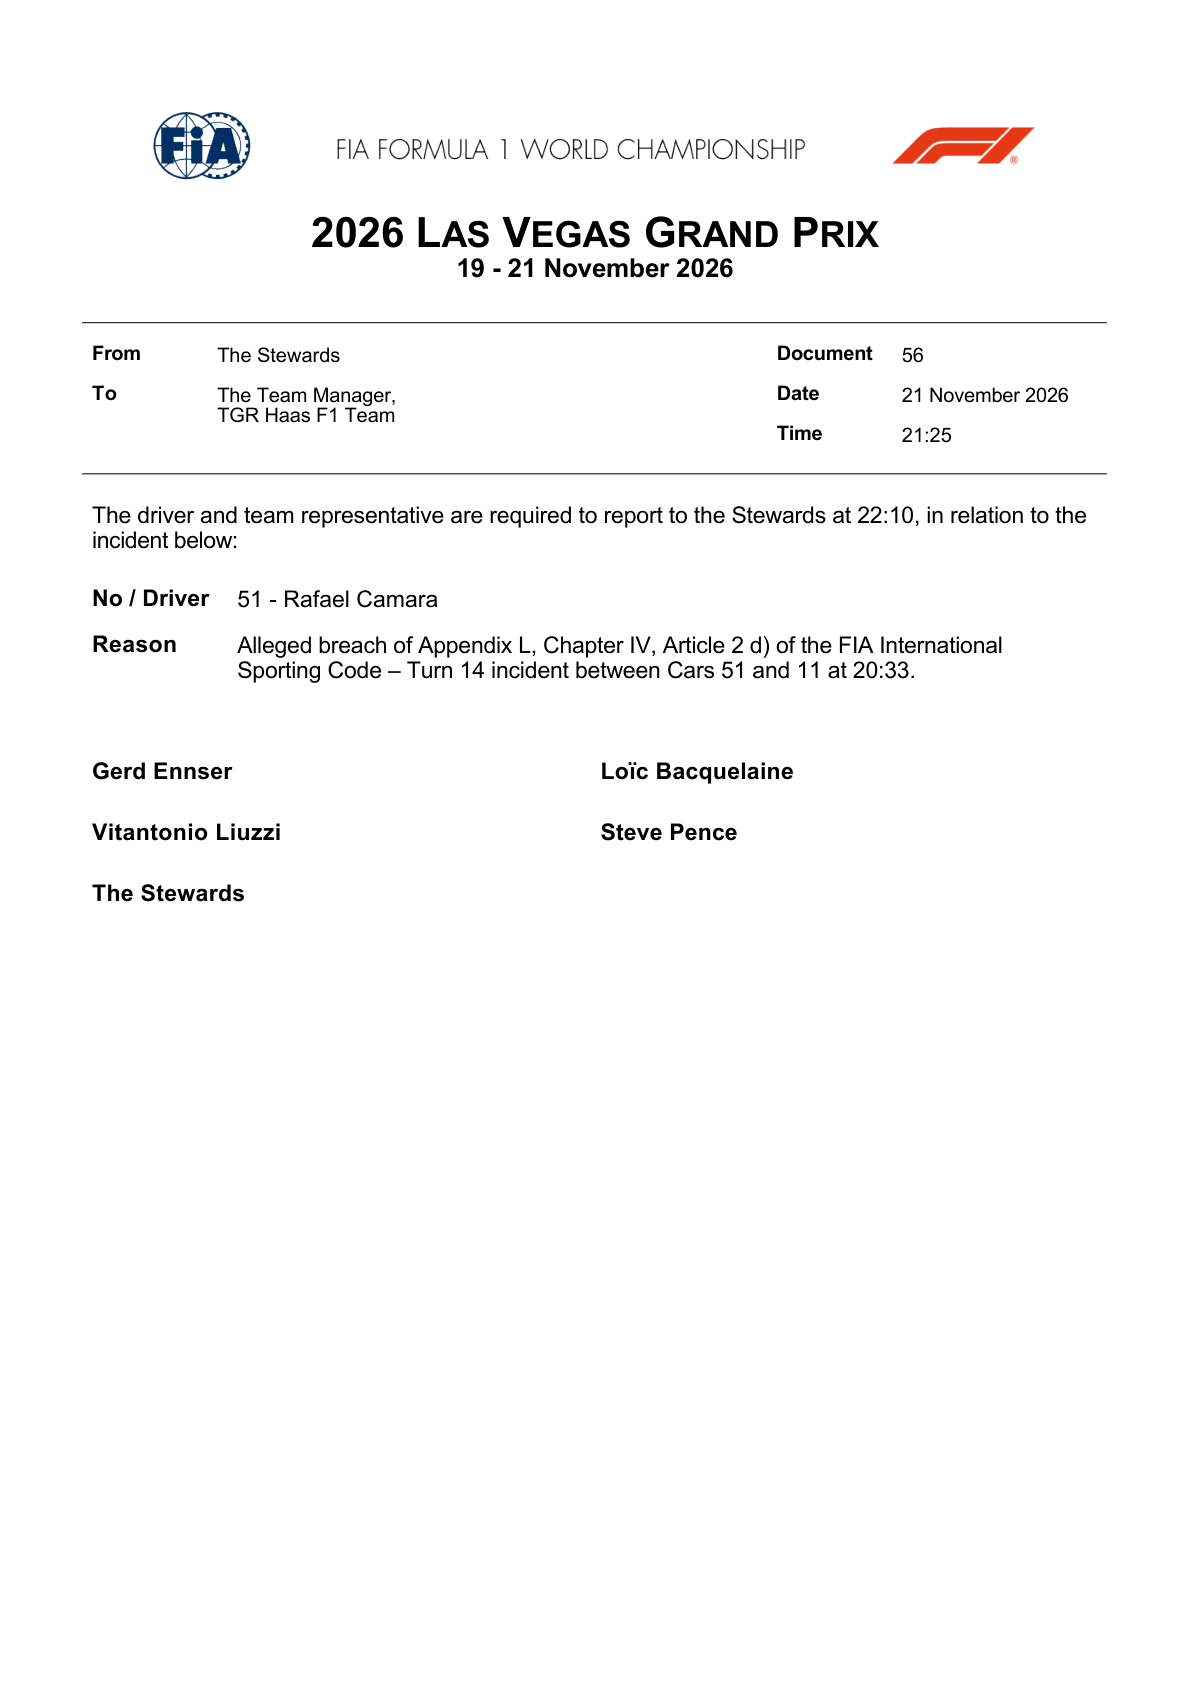 FIA
FIA FORMULA 1 WORLD CHAMPIONSHIP
F1®
2026 LAS VEGAS GRAND PRIX
19 - 21 November 2026
From The Stewards Document 56
To The Team Manager, Date 21 November 2026
TGR Haas F1 Team
Time 21:25
The driver and team representative are required to report to the Stewards at 22:10, in relation to the
incident below:
No / Driver 51 - Rafael Camara
Reason Alleged breach of Appendix L, Chapter IV, Article 2 d) of the FIA International
Sporting Code – Turn 14 incident between Cars 51 and 11 at 20:33.
Gerd Ennser Loïc Bacquelaine
Vitantonio Liuzzi Steve Pence
The Stewards